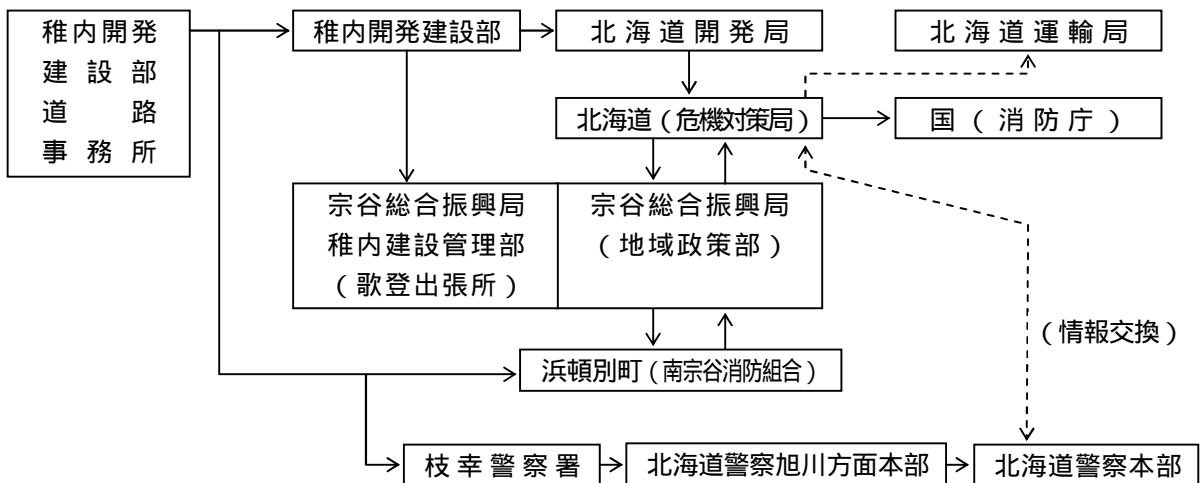 稚内開発
建設部
道路
事務所
稚内開発建設部
北海道開発局
北海道運輸局
北海道（危機対策局）
国（消防庁）
宗谷総合振興局
稚内建設管理部
（歌登出張所）
宗谷総合振興局
（地域政策部）
（情報交換）
浜頓別町（南宗谷消防組合）
枝幸警察署
北海道警察旭川方面本部
北海道警察本部